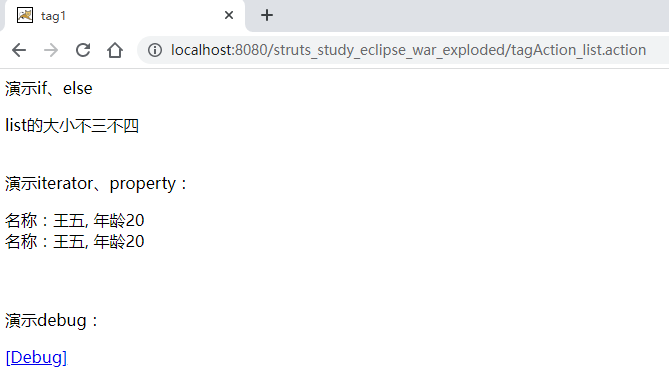 tag1
localhost:8080/struts_study_eclipse_war_exploded/tagAction_list.action
演示if、else
list的大小不三不四
演示iterator、property：
名称：王五, 年龄20
名称：王五, 年龄20
演示debug：
[Debug]